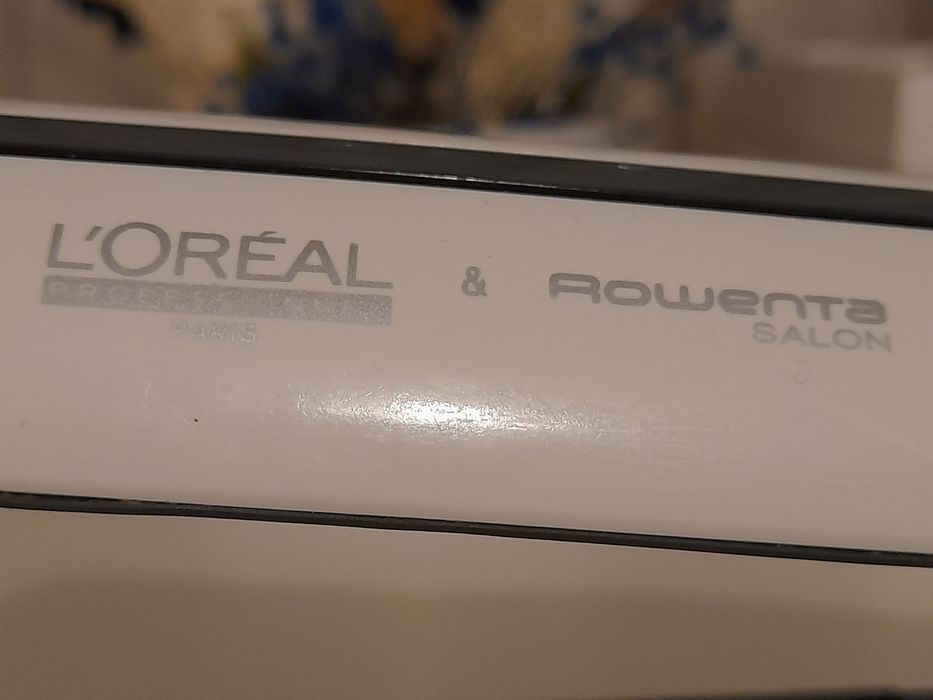 L'ORÉAL
PROFESSIONNEL
PARIS
&
Rowenta
SALON